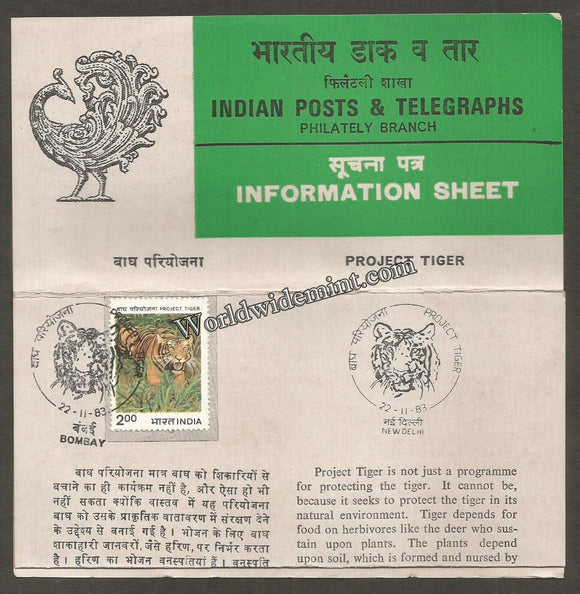 भारतीय डाक व तार
फिलैटली शाखा
INDIAN POSTS & TELEGRAPHS
PHILATELY BRANCH
सूचना पत्र
INFORMATION SHEET
बाघ परियोजना
PROJECT TIGER
बाघ परियोजना
22-11-83
बंबई
BOMBAY
बाघ परियोजना PROJECT TIGER
2.00
भारत INDIA
बाघ परियोजना PROJECT TIGER
22-11-83
नई दिल्ली
NEW DELHI
Worldwidemint.com
बाघ परियोजना मात्र बाघ को शिकारियों से
बचाने का ही कार्यक्रम नहीं है, और ऐसा हो भी
नहीं सकता क्योंकि वास्तव में यह परियोजना
बाघ को उसके प्राकृतिक वातावरण में संरक्षण देने
के उद्देश्य से बनाई गई है। भोजन के लिए बाघ
शाकाहारी जानवरों, जैसे हरिण, पर निर्भर करता
है। हरिण का भोजन वनस्पतियां हैं। वनस्पति
Project Tiger is not just a programme
for protecting the tiger. It cannot be,
because it seeks to protect the tiger in its
natural environment. Tiger depends for
food on herbivores like the deer who sus-
tain upon plants. The plants depend
upon soil, which is formed and nursed by